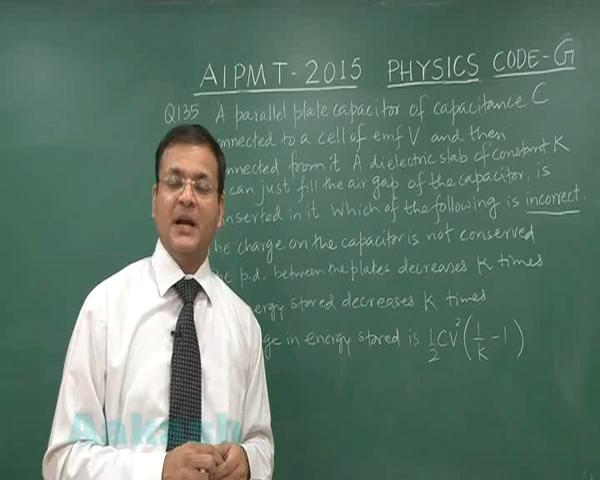 AIPMT-2015 PHYSICS CODE-G
Q135 A parallel plate capacitor of capacitance C
nnected to a cell of emf V and then
nnected from it. A dielectric slab of constant K
can just fill the air gap of the capacitor, is
inserted in it. Which of the following is incorrect.
he charge on the capacitor is not conserved
he p.d. between the plates decreases K times
ergy stored decreases K times
ge in energy stored is 1/2 CV² (1/K - 1)
Aakash